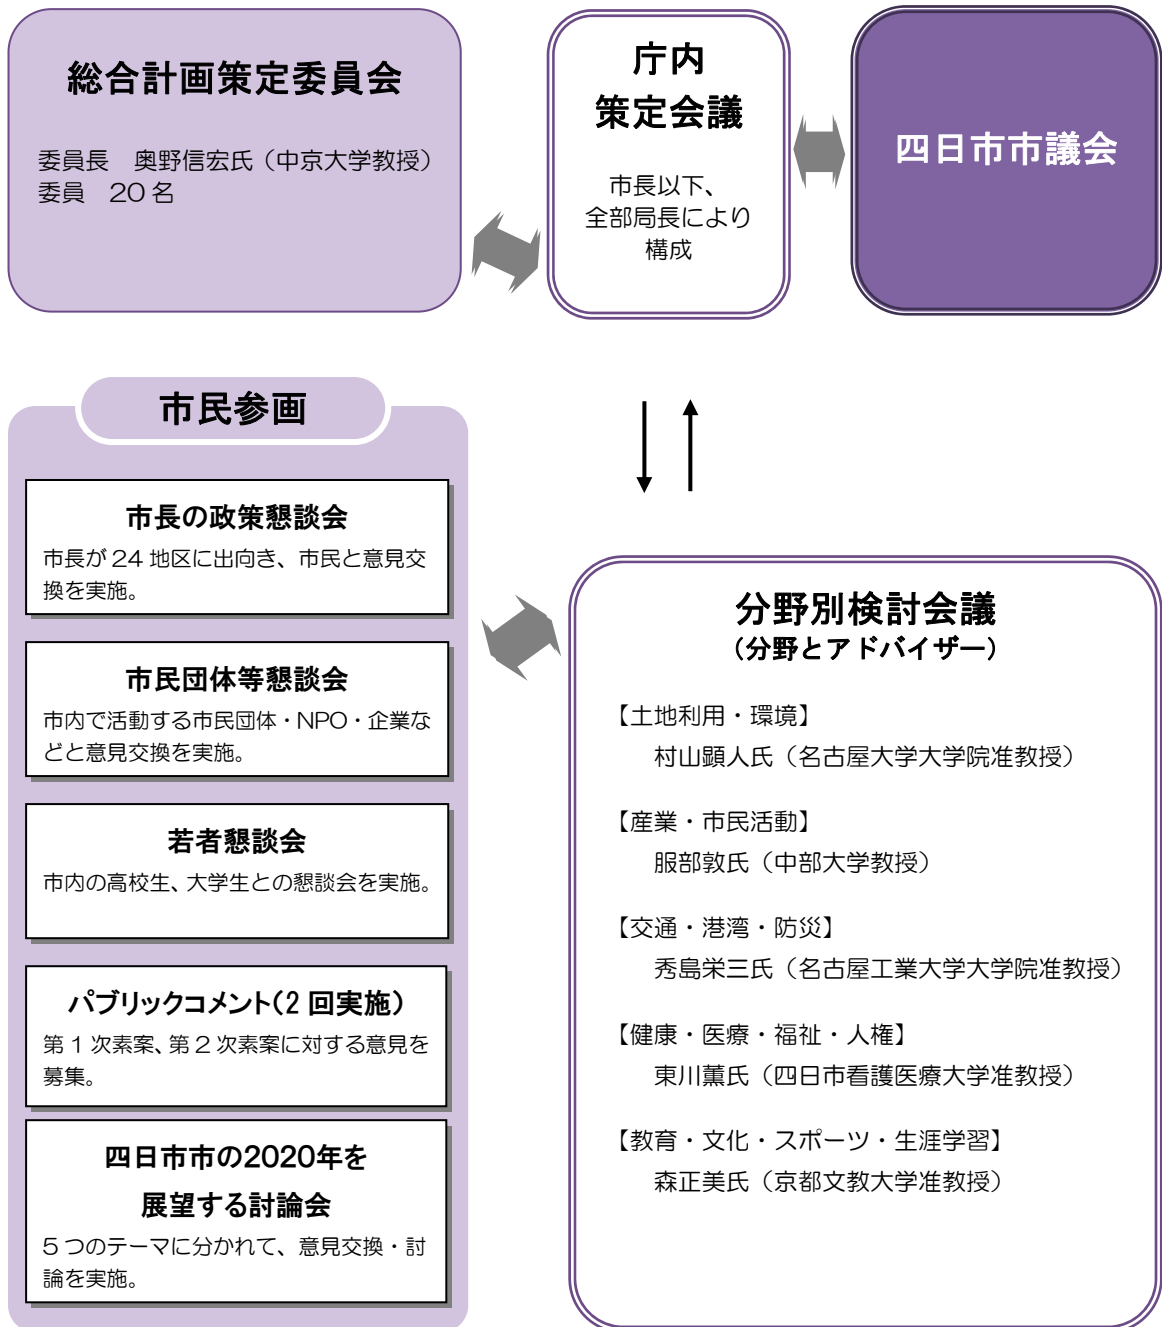 総合計画策定委員会
委員長　奥野信宏氏（中京大学教授）
委員　20 名
庁内
策定会議
市長以下、
全部局長により
構成
四日市市議会
市民参画
市長の政策懇談会
市長が 24 地区に出向き、市民と意見交
換を実施。
市民団体等懇談会
市内で活動する市民団体・NPO・企業な
どと意見交換を実施。
若者懇談会
市内の高校生、大学生との懇談会を実施。
パブリックコメント（2 回実施）
第 1 次素案、第 2 次素案に対する意見を
募集。
四日市市の2020年を
展望する討論会
5 つのテーマに分かれて、意見交換・討
論を実施。
分野別検討会議
（分野とアドバイザー）
【土地利用・環境】
村山顕人氏（名古屋大学大学院准教授）
【産業・市民活動】
服部敦氏（中部大学教授）
【交通・港湾・防災】
秀島栄三氏（名古屋工業大学大学院准教授）
【健康・医療・福祉・人権】
東川薫氏（四日市看護医療大学准教授）
【教育・文化・スポーツ・生涯学習】
森正美氏（京都文教大学准教授）